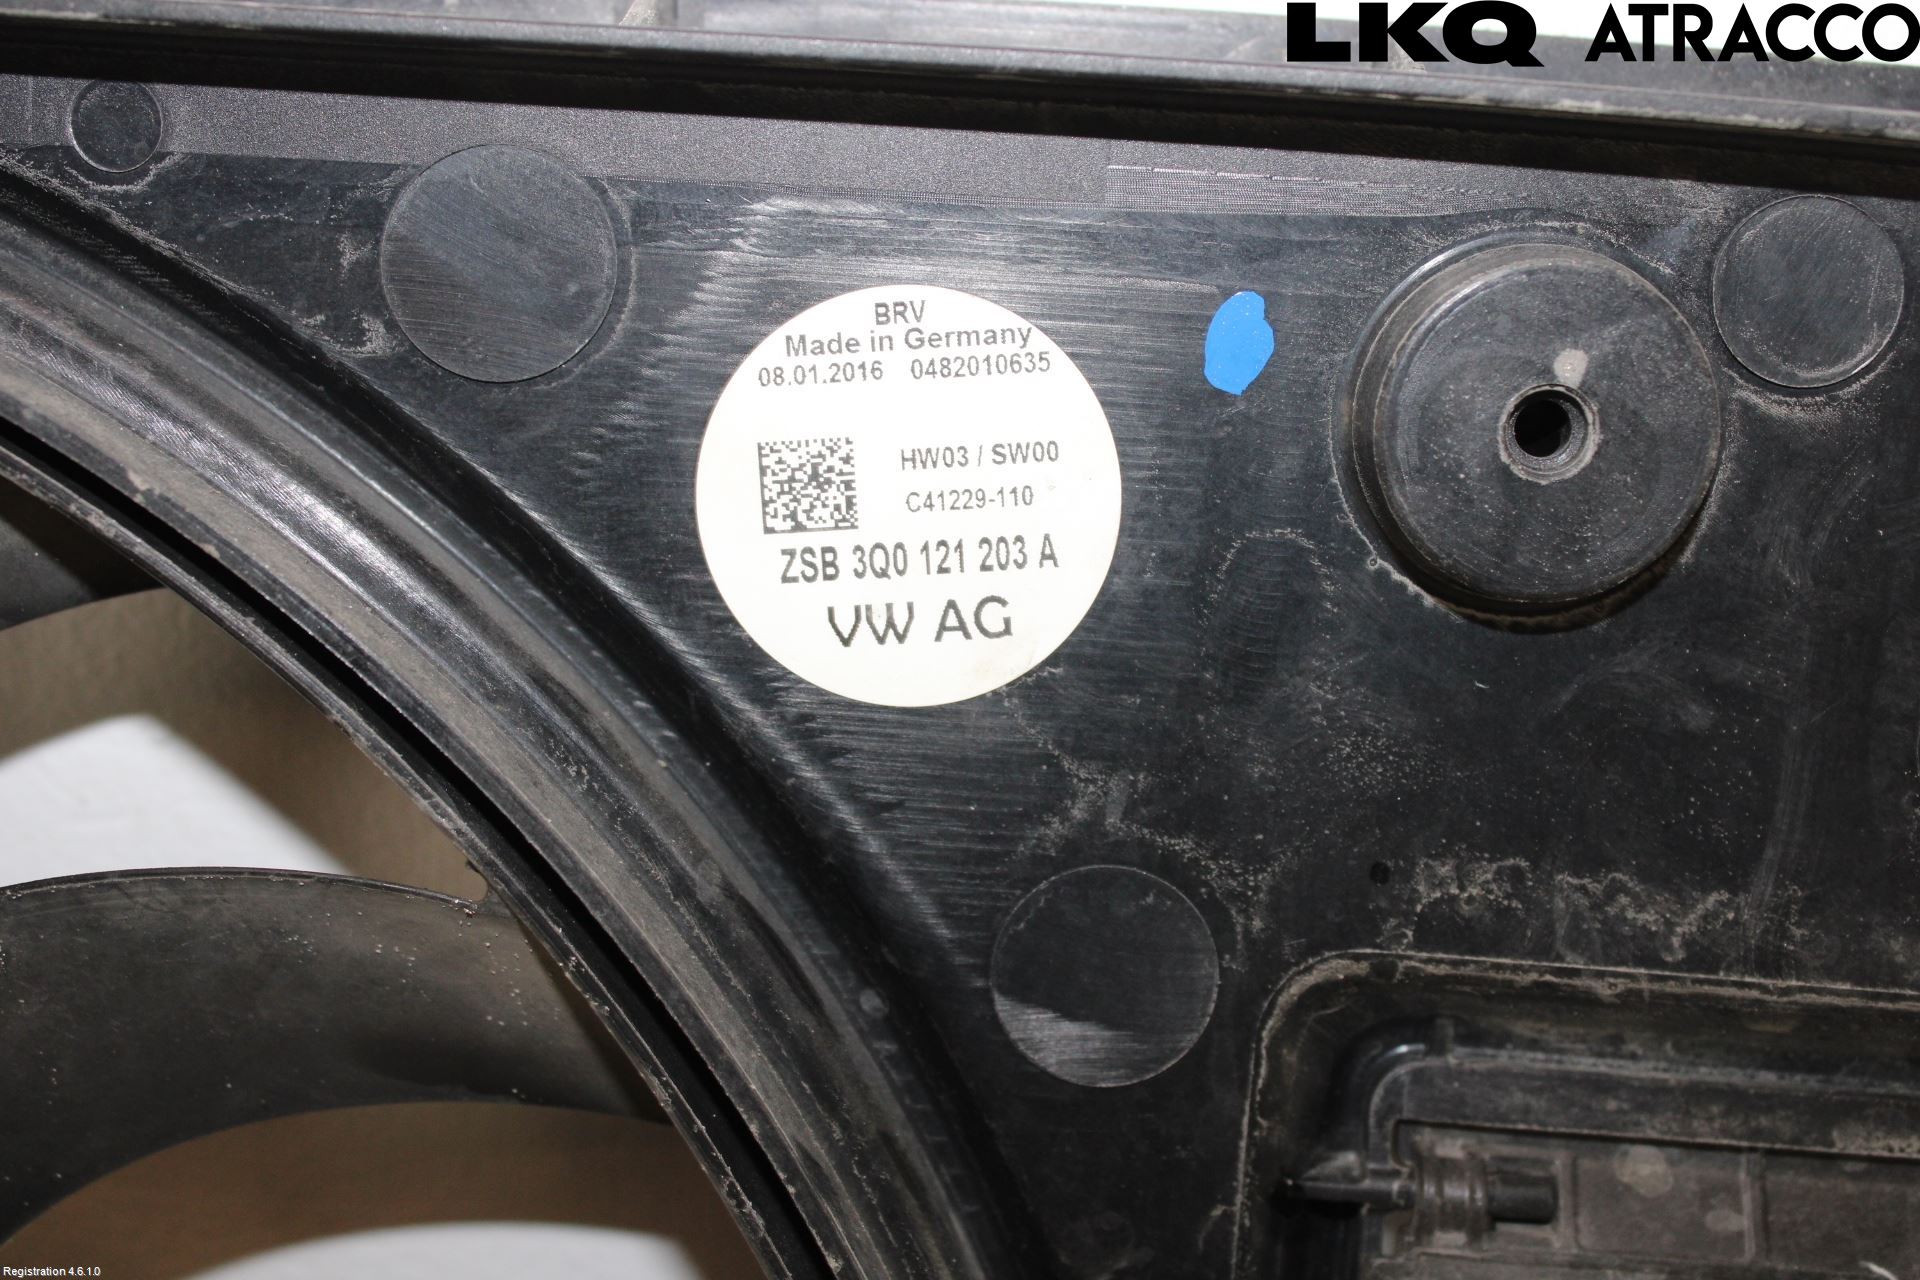 LKQ ATRACCO
BRV
Made in Germany
08.01.2016 0482010635
HW03 / SW00
C41229-110
ZSB 3Q0 121 203 A
VW AG
Registration 4.6.1.0